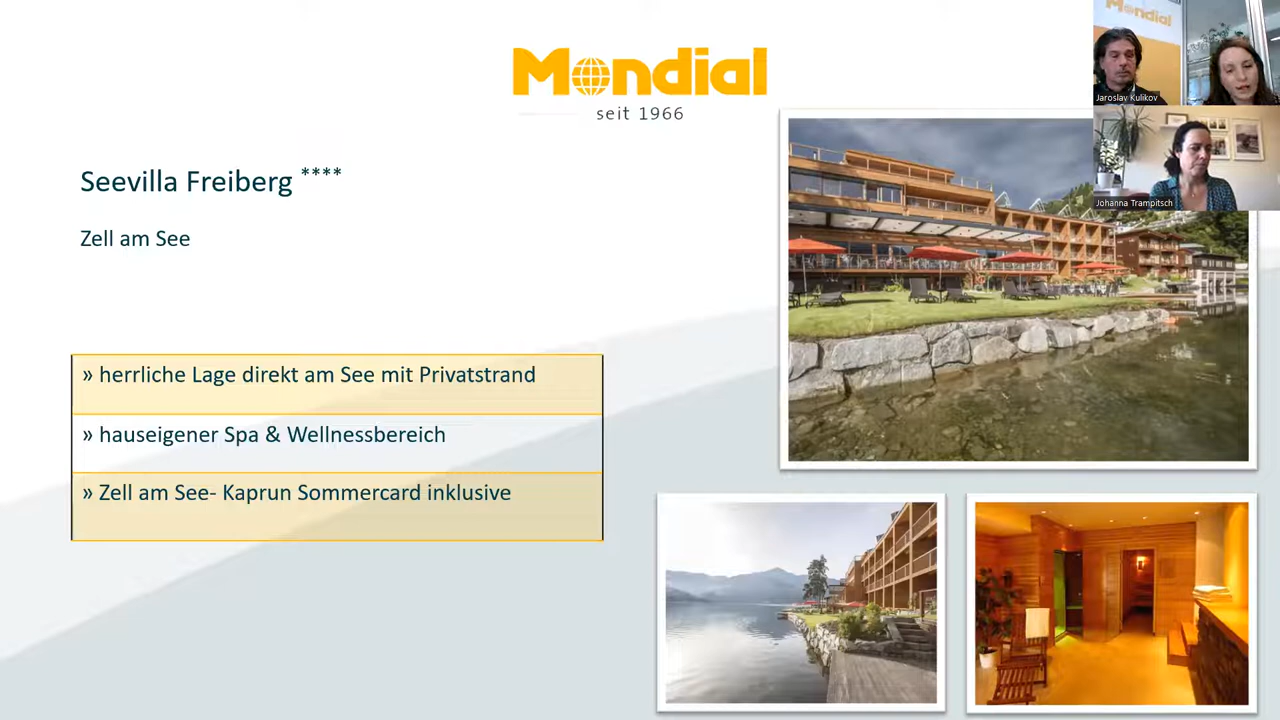 Mondial
seit 1966
Mondial
Jaroslav Kulikov
Johanna Trampitsch
Seevilla Freiberg ****
Zell am See
» herrliche Lage direkt am See mit Privatstrand
» hauseigener Spa & Wellnessbereich
» Zell am See- Kaprun Sommercard inklusive